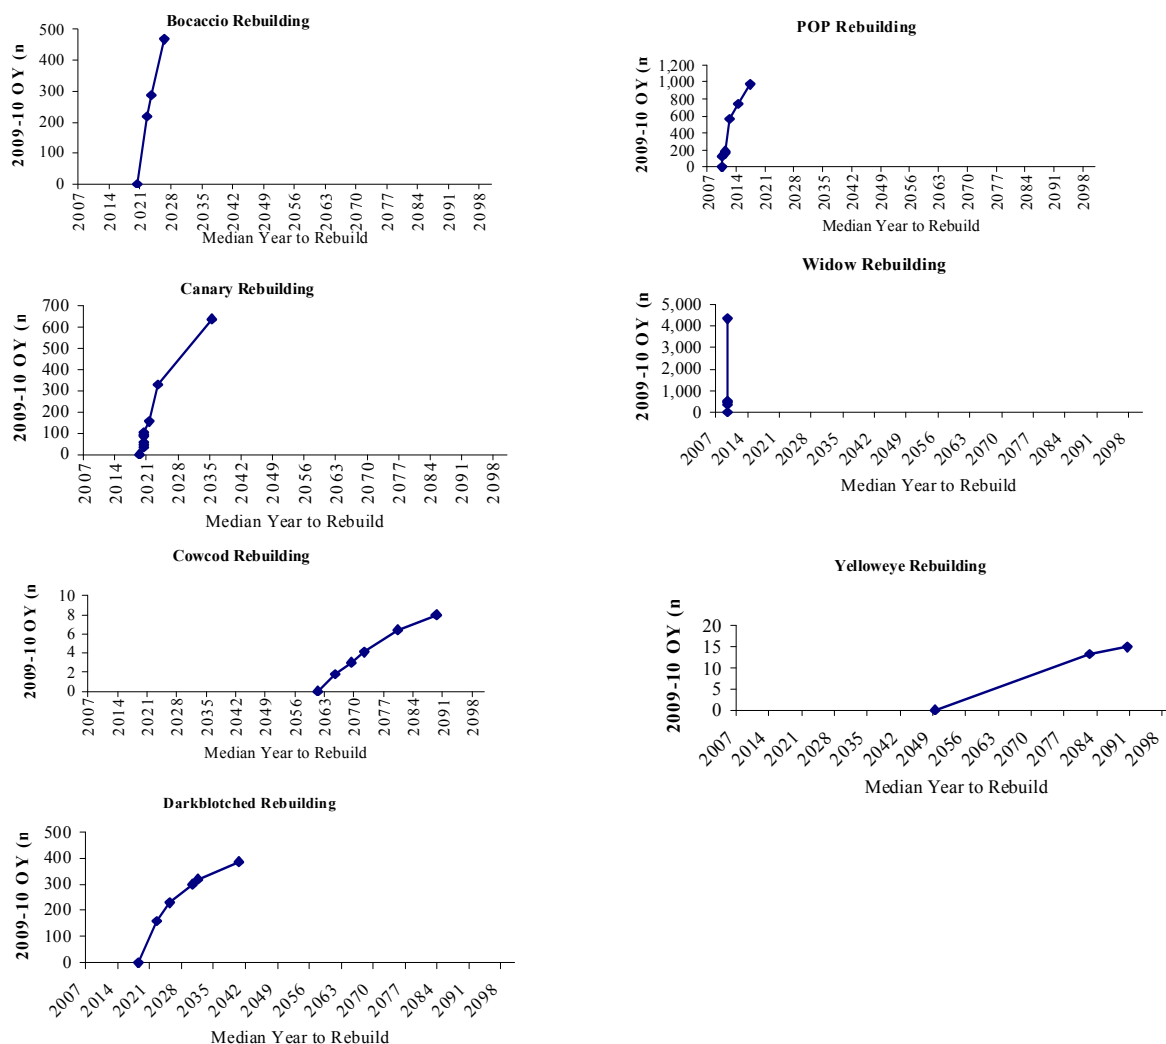 Bocaccio Rebuilding
2009-10 OY (n
500
400
300
200
100
0
2007 2014 2021 2028 2035 2042 2049 2056 2063 2070 2077 2084 2091 2098
Median Year to Rebuild
POP Rebuilding
2009-10 OY (n
1,200
1,000
800
600
400
200
0
2007 2014 2021 2028 2035 2042 2049 2056 2063 2070 2077 2084 2091 2098
Median Year to Rebuild
Canary Rebuilding
2009-10 OY (n
700
600
500
400
300
200
100
0
2007 2014 2021 2028 2035 2042 2049 2056 2063 2070 2077 2084 2091 2098
Median Year to Rebuild
Widow Rebuilding
2009-10 OY (n
5,000
4,000
3,000
2,000
1,000
0
2007 2014 2021 2028 2035 2042 2049 2056 2063 2070 2077 2084 2091 2098
Median Year to Rebuild
Cowcod Rebuilding
2009-10 OY (n
10
8
6
4
2
0
2007 2014 2021 2028 2035 2042 2049 2056 2063 2070 2077 2084 2091 2098
Median Year to Rebuild
Yelloweye Rebuilding
2009-10 OY (n
20
15
10
5
0
2007 2014 2021 2028 2035 2042 2049 2056 2063 2070 2077 2084 2091 2098
Median Year to Rebuild
Darkblotched Rebuilding
2009-10 OY (n
500
400
300
200
100
0
2007 2014 2021 2028 2035 2042 2049 2056 2063 2070 2077 2084 2091 2098
Median Year to Rebuild